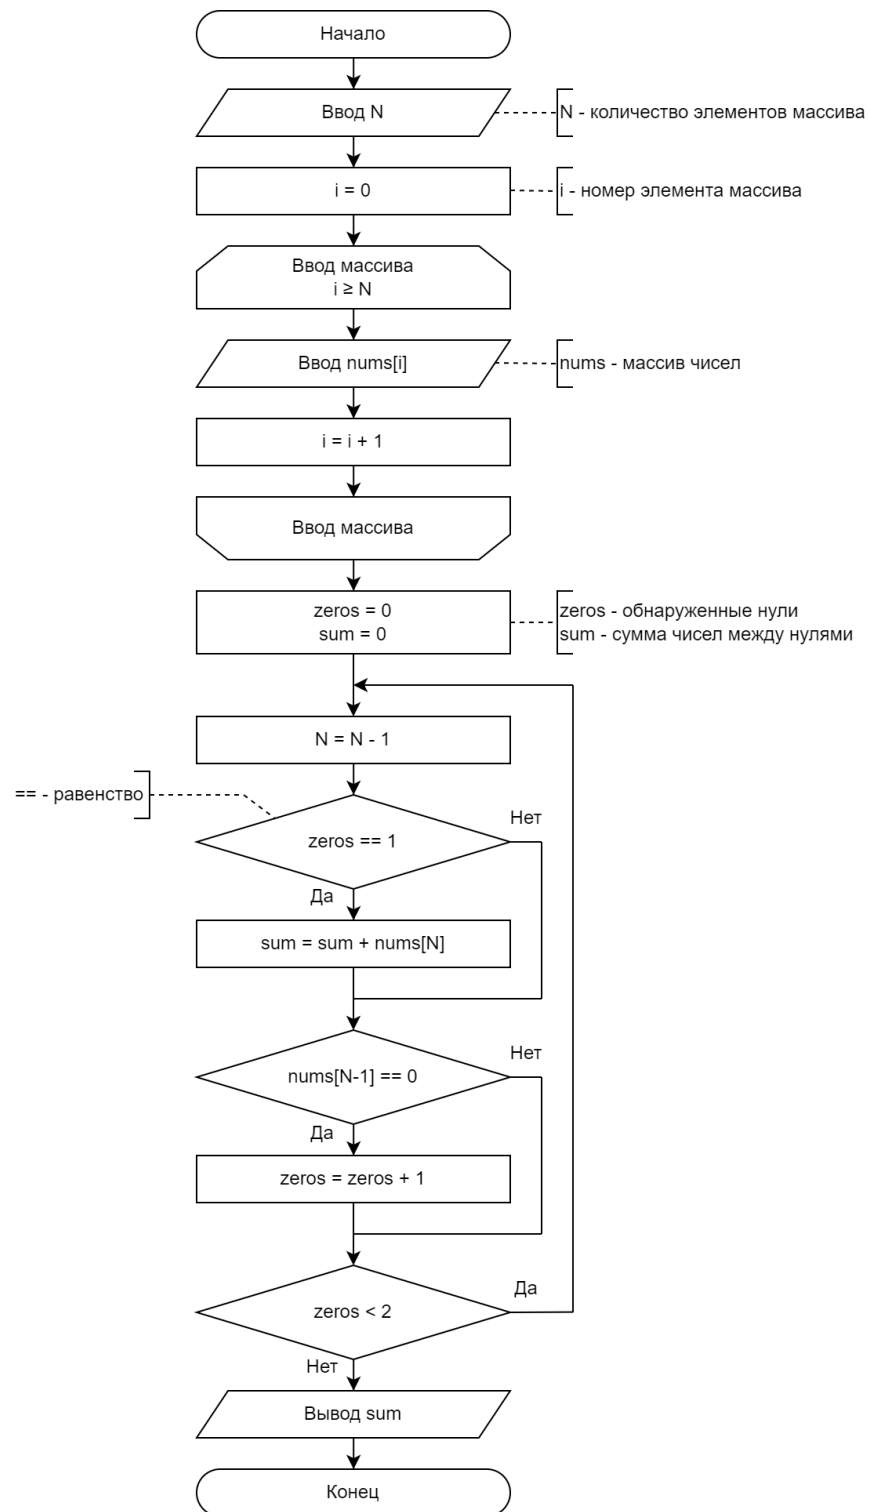 Начало
Ввод N
N - количество элементов массива
i = 0
i - номер элемента массива
Ввод массива
i ≥ N
Ввод nums[i]
nums - массив чисел
i = i + 1
Ввод массива
zeros = 0
sum = 0
zeros - обнаруженные нули
sum - сумма чисел между нулями
N = N - 1
== - равенство
zeros == 1
Нет
Да
sum = sum + nums[N]
nums[N-1] == 0
Нет
Да
zeros = zeros + 1
zeros < 2
Да
Нет
Вывод sum
Конец